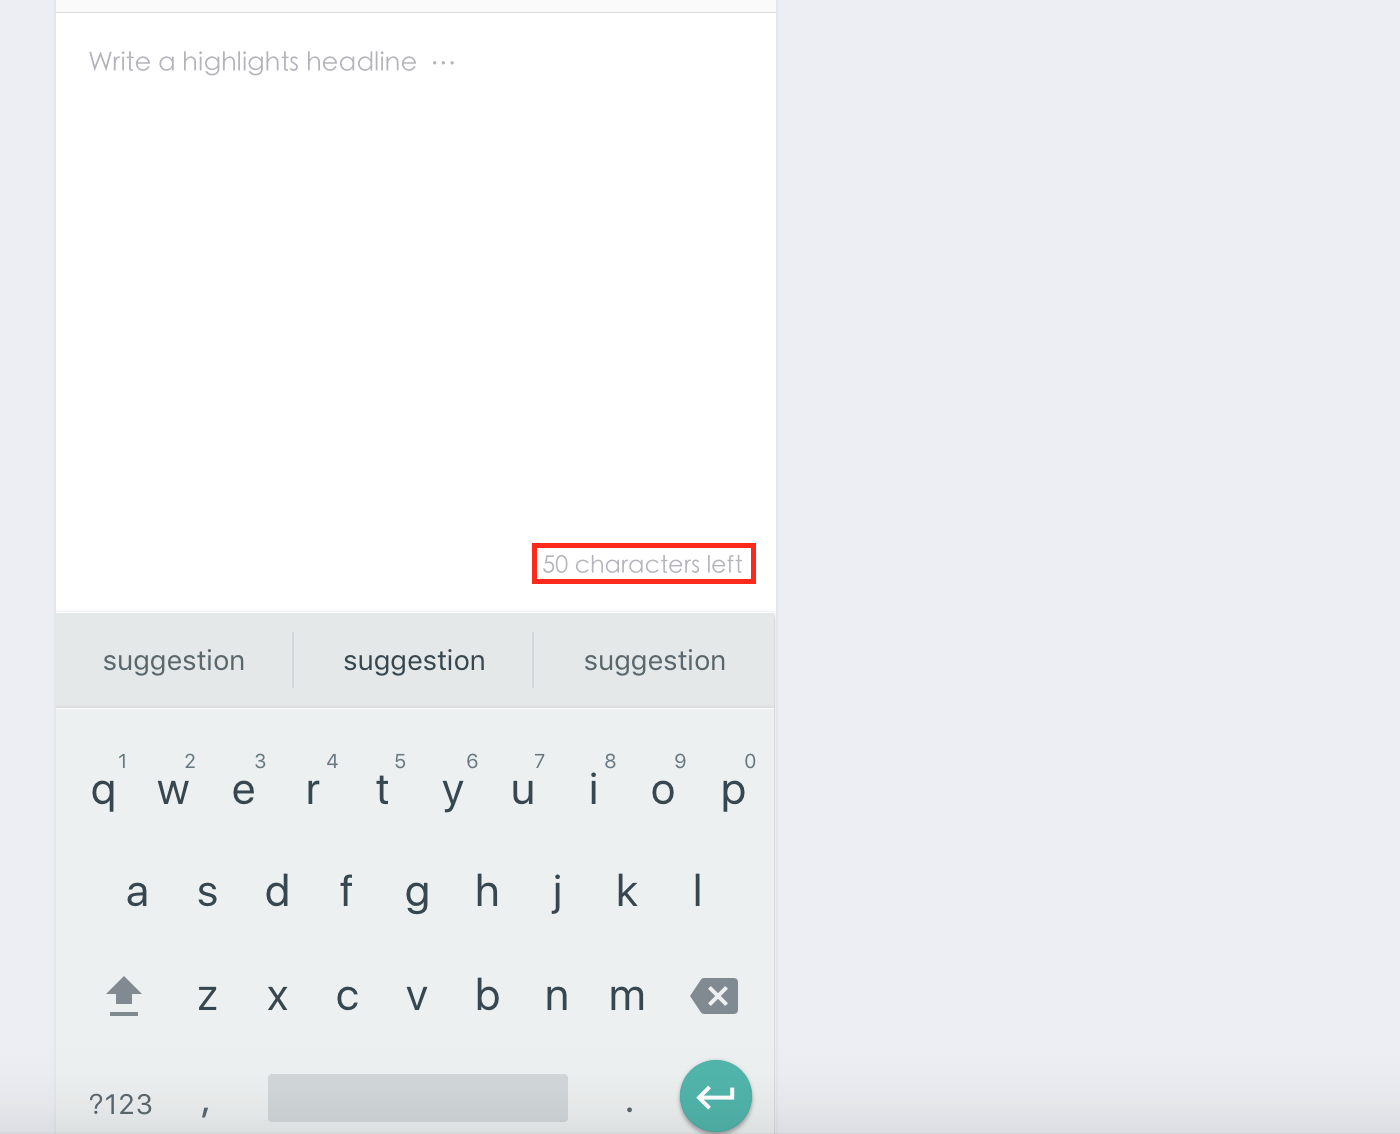 Write a highlights headline ...
50 characters left
suggestion suggestion suggestion
1 2 3 4 5 6 7 8 9 0
q w e r t y u i o p
a s d f g h j k l
z x c v b n m
?123 , .